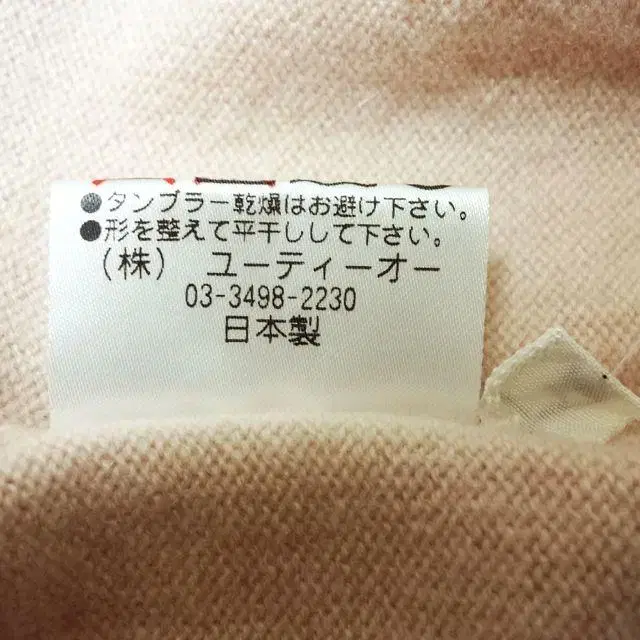 ●タンブラー乾燥はお避け下さい。
●形を整えて平干しして下さい。
(株) ユーティーオー
03-3498-2230
日本製